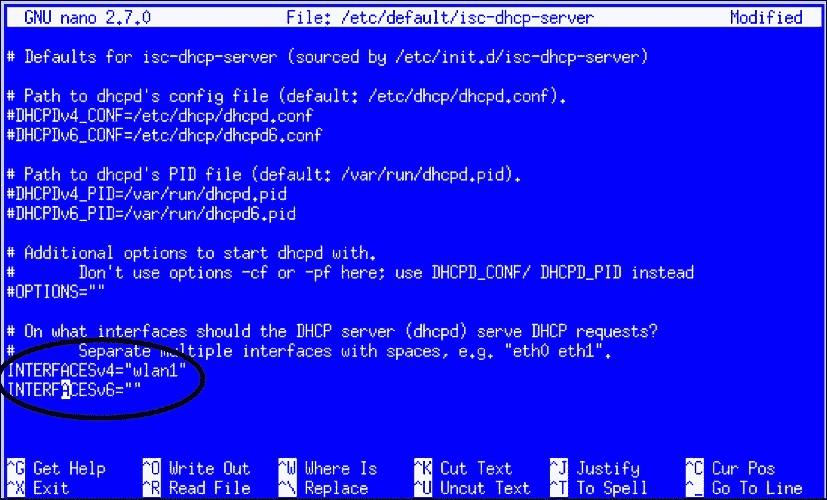 GNU nano 2.7.0 File: /etc/default/isc-dhcp-server Modified
# Defaults for isc-dhcp-server (sourced by /etc/init.d/isc-dhcp-server)
# Path to dhcpd's config file (default: /etc/dhcp/dhcpd.conf).
#DHCPDv4_CONF=/etc/dhcp/dhcpd.conf
#DHCPDv6_CONF=/etc/dhcp/dhcpd6.conf
# Path to dhcpd's PID file (default: /var/run/dhcpd.pid).
#DHCPDv4_PID=/var/run/dhcpd.pid
#DHCPDv6_PID=/var/run/dhcpd6.pid
# Additional options to start dhcpd with.
#       Don't use options -cf or -pf here; use DHCPD_CONF/ DHCPD_PID instead
#OPTIONS=""
# On what interfaces should the DHCP server (dhcpd) serve DHCP requests?
#       Separate multiple interfaces with spaces, e.g. "eth0 eth1".
INTERFACESv4="wlan1"
INTERFACESv6=""
^G Get Help ^O Write Out ^W Where Is ^K Cut Text ^J Justify ^C Cur Pos
^X Exit ^R Read File ^\ Replace ^U Uncut Text ^T To Spell ^_ Go To Line